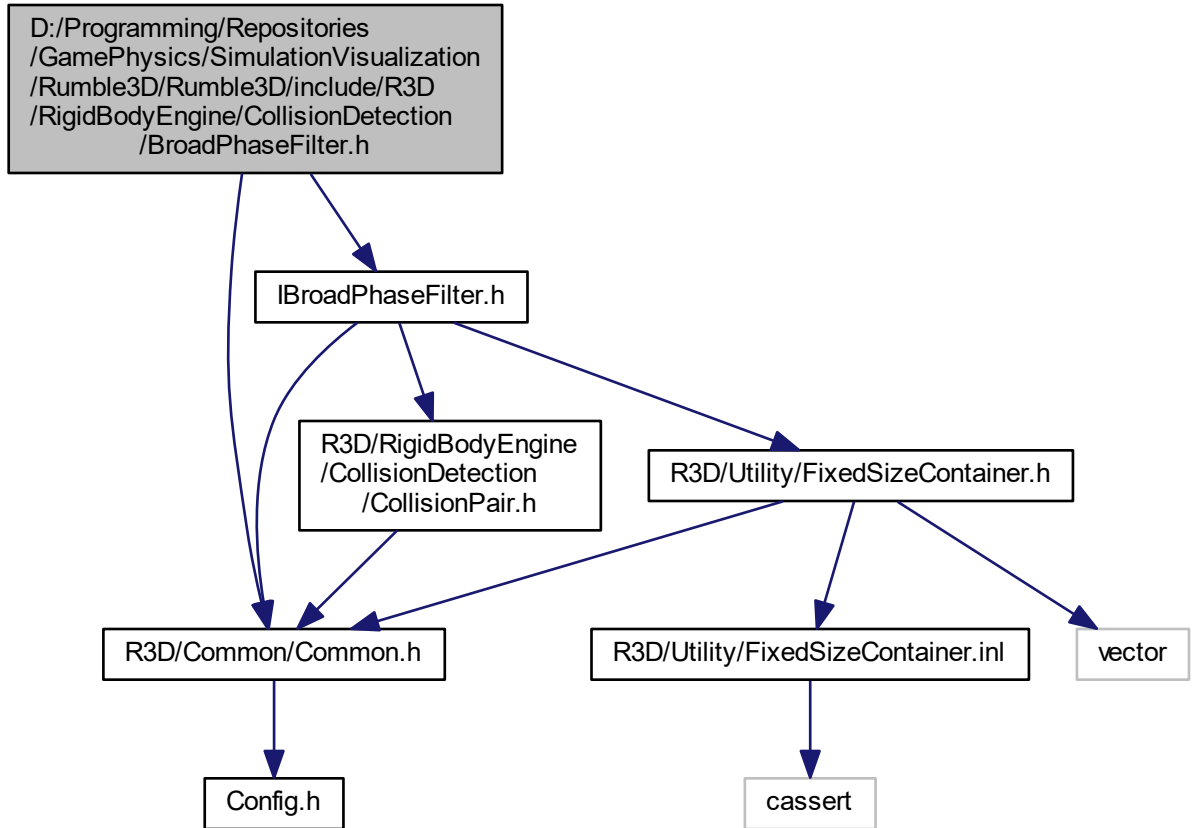 D:/Programming/Repositories
/GamePhysics/SimulationVisualization
/Rumble3D/Rumble3D/include/R3D
/RigidBodyEngine/CollisionDetection
/BroadPhaseFilter.h
IBroadPhaseFilter.h
R3D/RigidBodyEngine
/CollisionDetection
/CollisionPair.h
R3D/Utility/FixedSizeContainer.h
R3D/Common/Common.h
R3D/Utility/FixedSizeContainer.inl
vector
Config.h
cassert